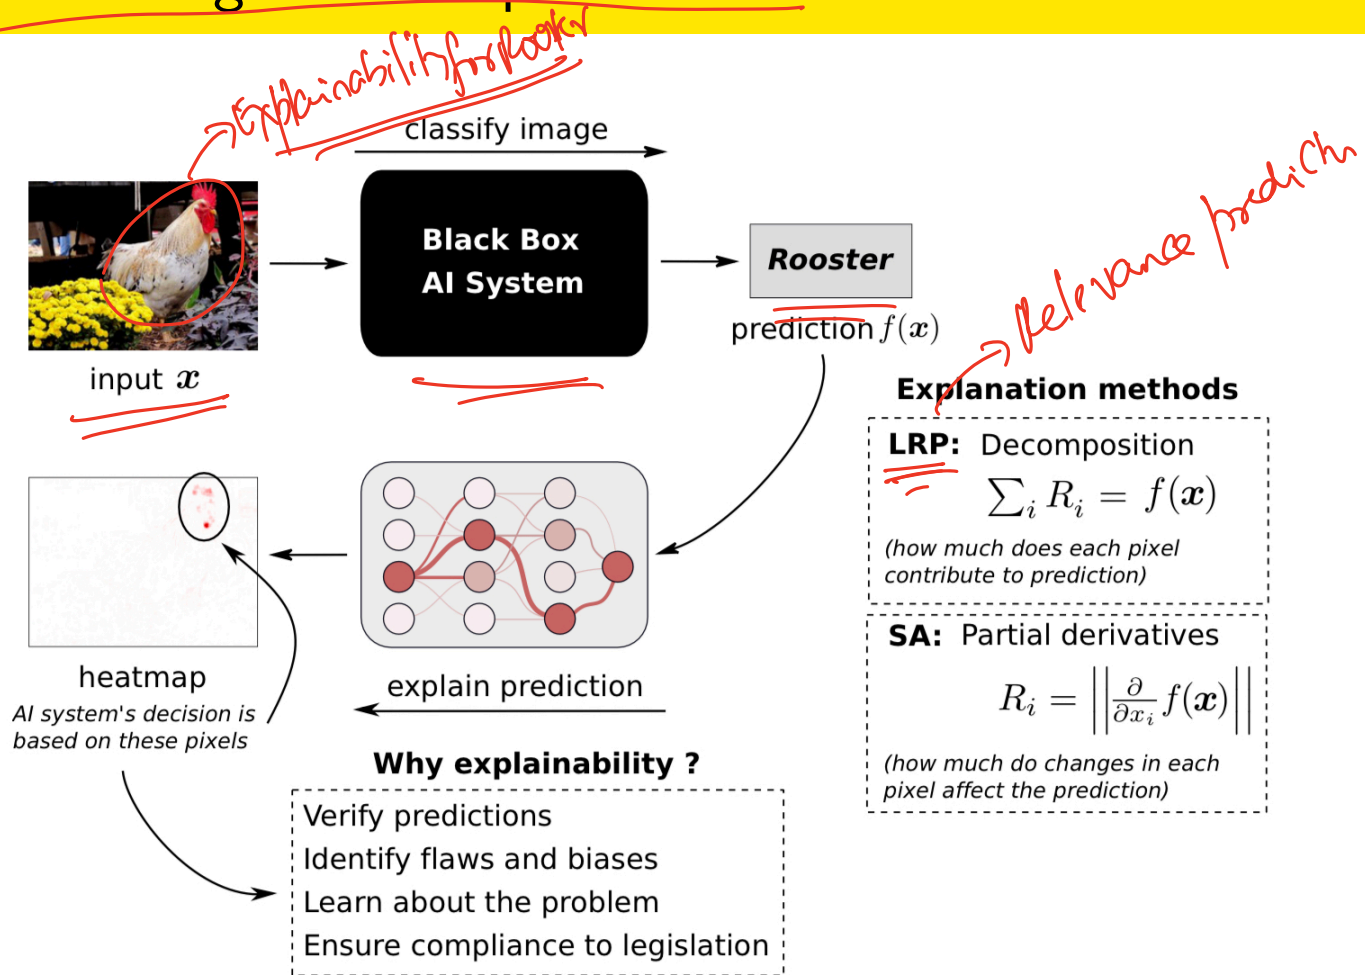 Explainability for Rooster
classify image
Black Box
AI System
Rooster
prediction f(x)
input x
Relevance predictn
Explanation methods
LRP: Decomposition
∑i Ri = f(x)
(how much does each pixel
contribute to prediction)
SA: Partial derivatives
Ri = ||∂/∂xi f(x)||
(how much do changes in each
pixel affect the prediction)
heatmap
AI system's decision is
based on these pixels
explain prediction
Why explainability ?
Verify predictions
Identify flaws and biases
Learn about the problem
Ensure compliance to legislation